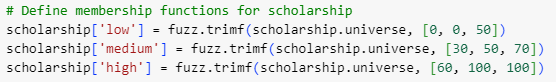 # Define membership functions for scholarship
scholarship['low'] = fuzz.trimf(scholarship.universe, [0, 0, 50])
scholarship['medium'] = fuzz.trimf(scholarship.universe, [30, 50, 70])
scholarship['high'] = fuzz.trimf(scholarship.universe, [60, 100, 100])